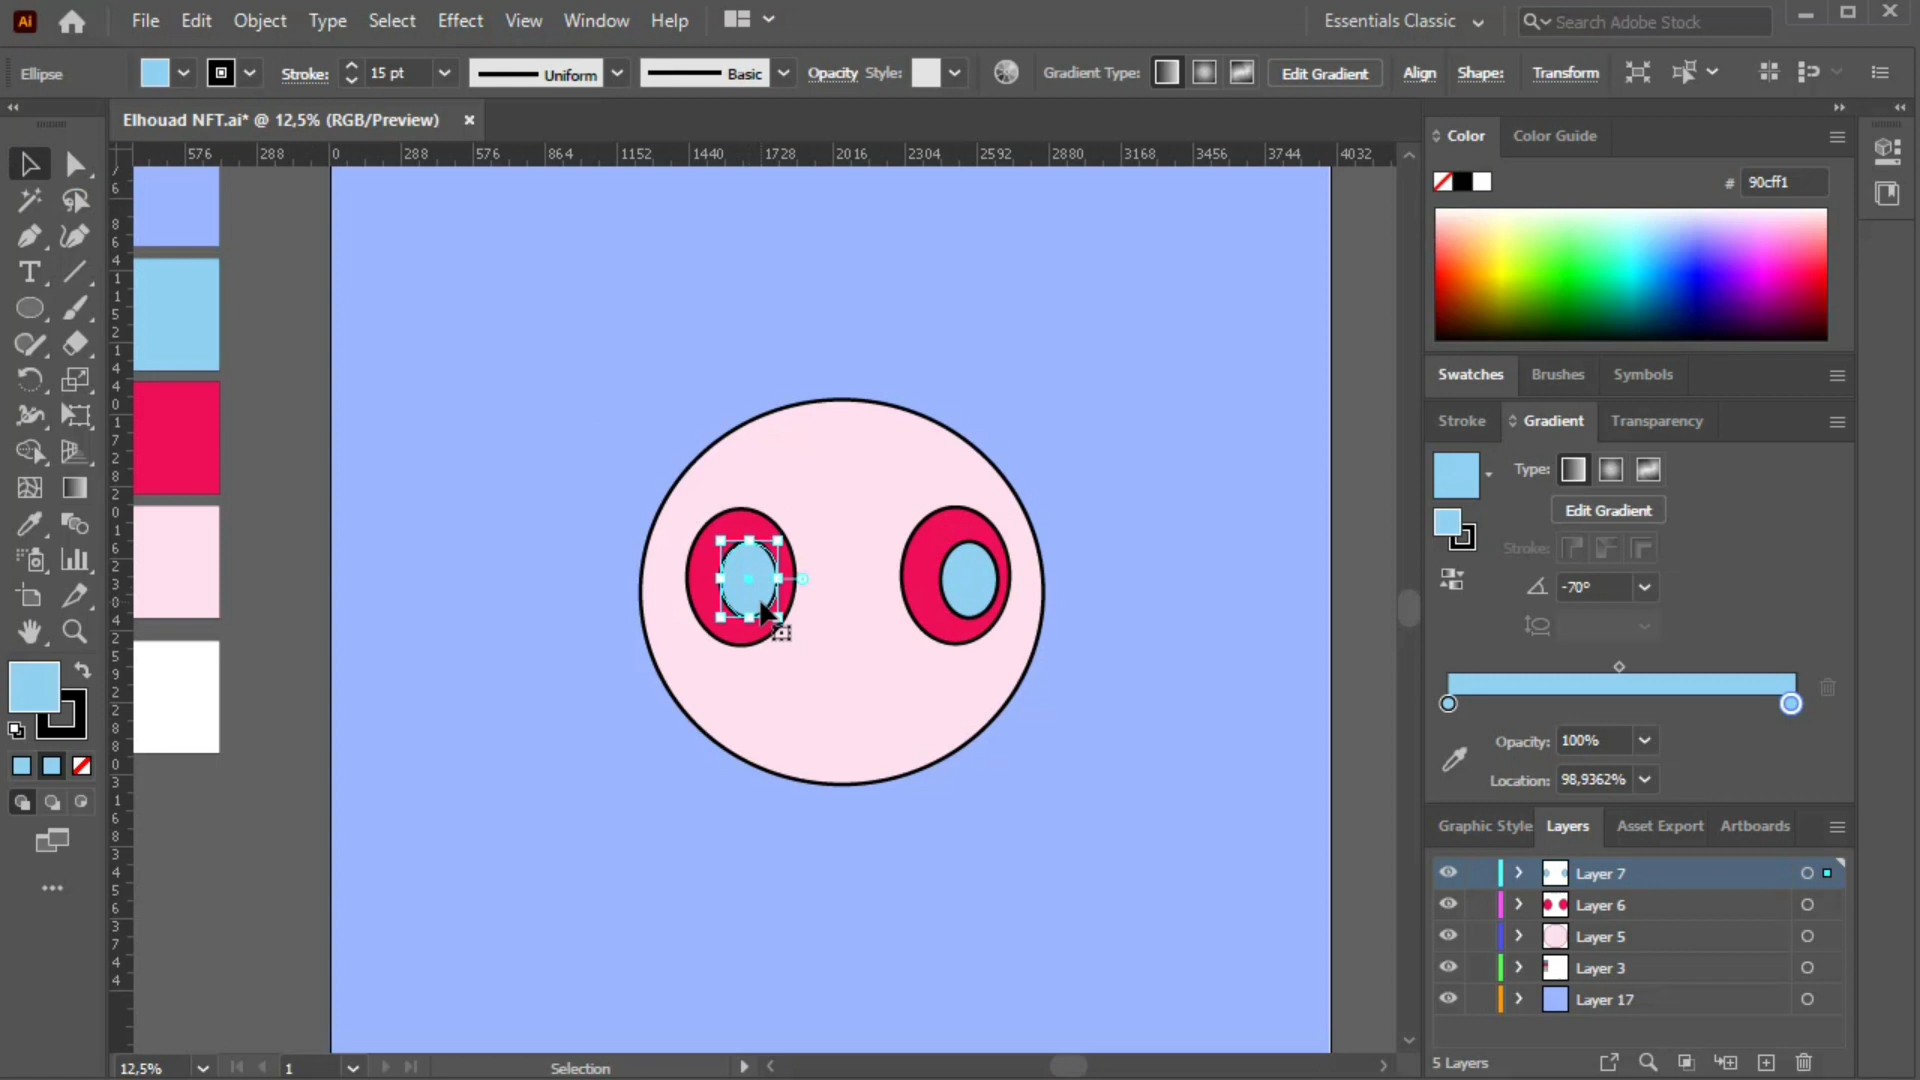 Ai File Edit Object Type Select Effect View Window Help Essentials Classic Search Adobe Stock
Ellipse Stroke: 15 pt Uniform Basic Opacity Style: Gradient Type: Edit Gradient Align Shape: Transform
Elhouad NFT.ai* @ 12,5% (RGB/Preview) ×
576 288 0 288 576 864 1152 1440 1728 2016 2304 2592 2880 3168 3456 3744 4032
Color Color Guide
# 90cff1
Swatches Brushes Symbols
Stroke Gradient Transparency
Type:
Edit Gradient
Stroke:
-70°
Opacity: 100%
Location: 98,9362%
Graphic Style Layers Asset Export Artboards
Layer 7
Layer 6
Layer 5
Layer 3
Layer 17
5 Layers
12,5% 1 Selection